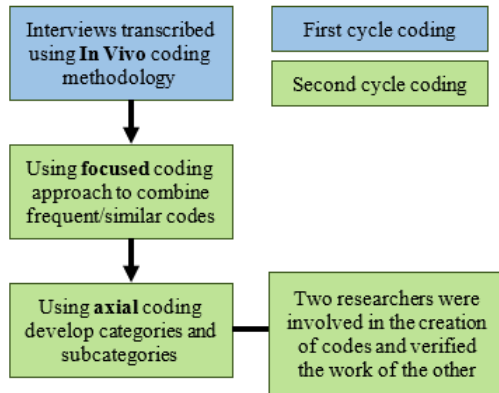 Interviews transcribed
using In Vivo coding
methodology
First cycle coding
Second cycle coding
Using focused coding
approach to combine
frequent/similar codes
Using axial coding
develop categories and
subcategories
Two researchers were
involved in the creation
of codes and verified
the work of the other